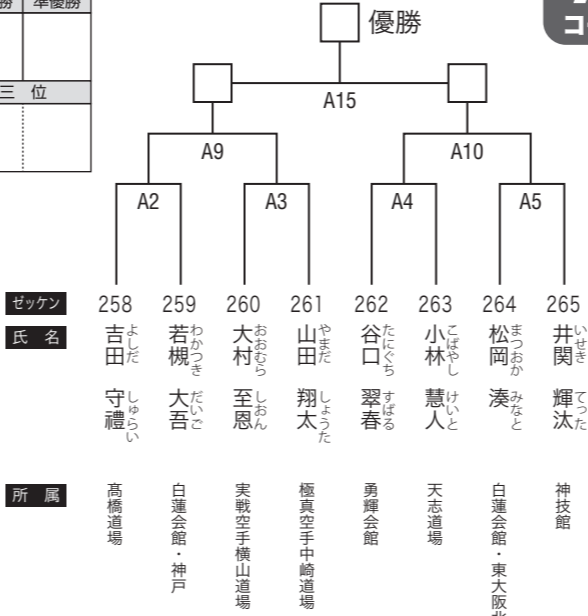 勝 準優勝
三 位
優勝
コ
A15
A9 A10
A2 A3 A4 A5
ゼッケン 258 259 260 261 262 263 264 265
氏 名
吉田 守禮 よしだ しゅらい
若槻 大吾 わかつき だいご
大村 至恩 おおむら しおん
山田 翔太 やまだ しょうた
谷口 翠春 たにぐち すばる
小林 慧人 こばやし けいと
松岡 湊 まつおか みなと
井関 輝汰 いせき てった
所 属
髙橋道場
白蓮会館・神戸
実戦空手横山道場
極真空手中崎道場
勇輝会館
天志道場
白蓮会館・東大阪北
神技館